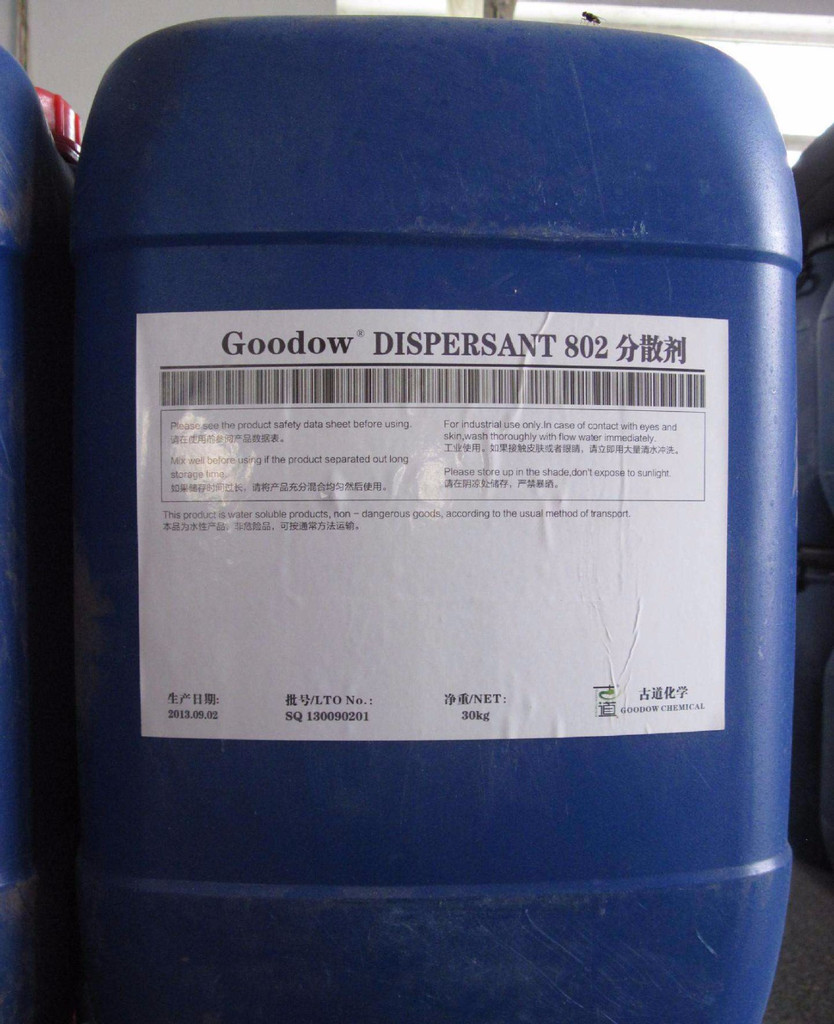 Goodow® DISPERSANT 802 分散剂
Please see the product safety data sheet before using.
请在使用前参阅产品数据表。
Mix well before using if the product separated out long
storage time.
如果储存时间过长，请将产品充分混合均匀然后使用。
For industrial use only.In case of contact with eyes and
skin,wash thoroughly with flow water immediately.
工业使用，如果接触皮肤或者眼睛，请立即用大量清水冲洗。
Please store up in the shade,don't expose to sunlight.
请在阴凉处储存，严禁暴晒。
This product is water soluble products, non - dangerous goods, according to the usual method of transport.
本品为水性产品，非危险品，可按通常方法运输。
生产日期:
2013.09.02
批号/LTO No.:
SQ 130090201
净重/NET:
30kg
古道
古道化学
GOODOW CHEMICAL